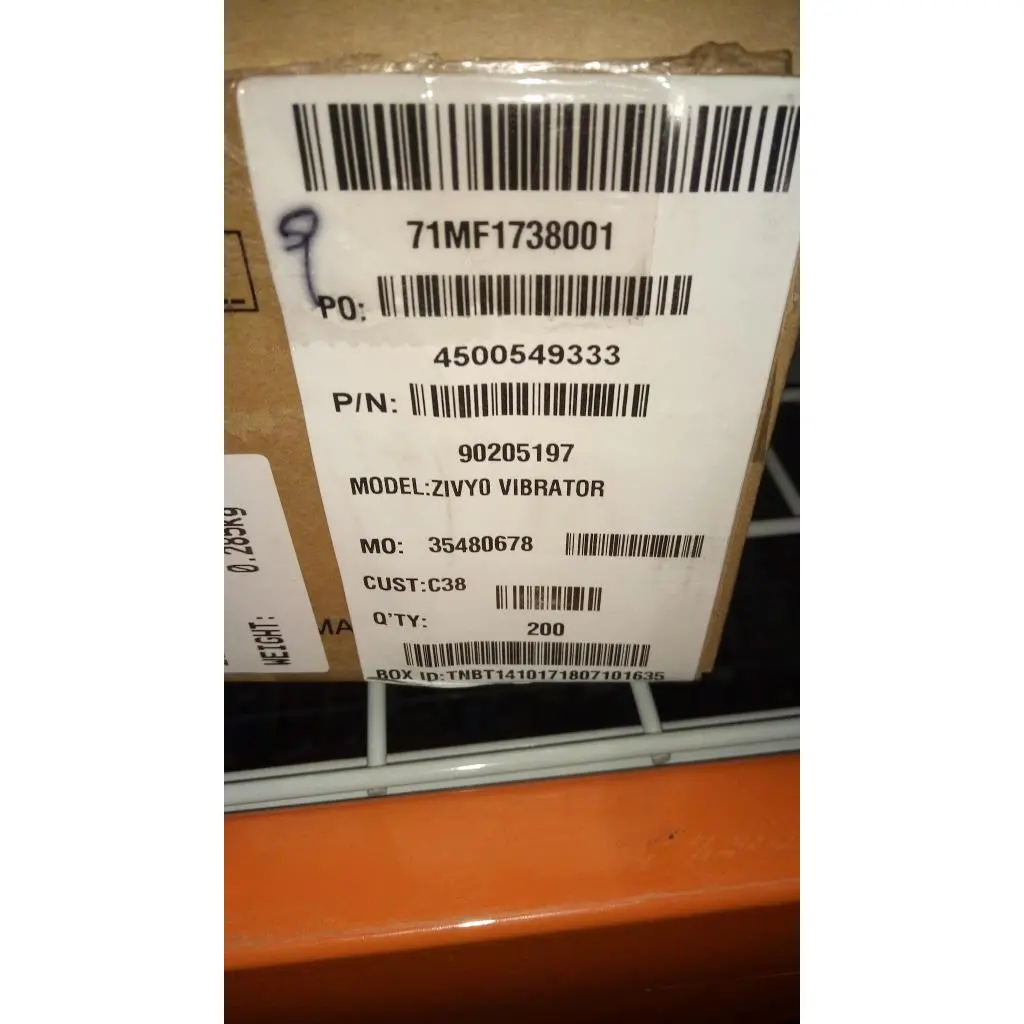 71MF1738001
9
PO:
4500549333
P/N:
90205197
MODEL:ZIVYO VIBRATOR
MO: 35480678
CUST:C38
Q'TY:
200
BOX ID:TNBT1410171807101635
0.285kg
WEIGHT:
MA